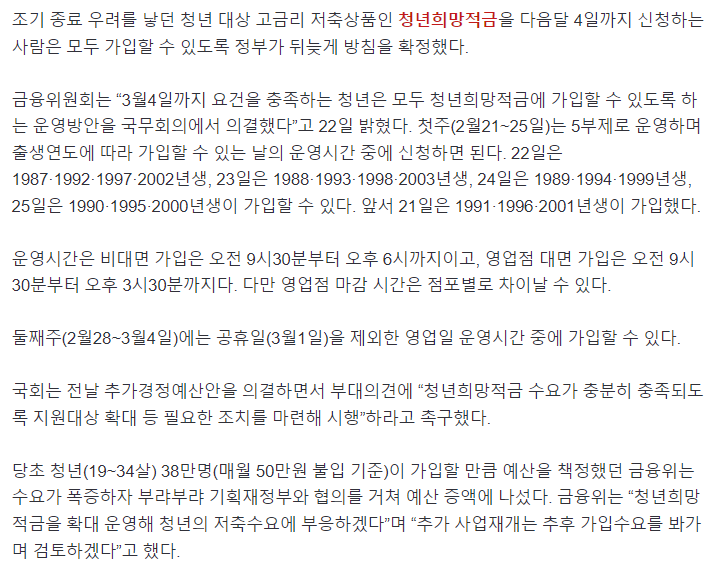 조기 종료 우려를 낳던 청년 대상 고금리 저축상품인 청년희망적금을 다음달 4일까지 신청하는
사람은 모두 가입할 수 있도록 정부가 뒤늦게 방침을 확정했다.
금융위원회는 “3월4일까지 요건을 충족하는 청년은 모두 청년희망적금에 가입할 수 있도록 하
는 운영방안을 국무회의에서 의결했다”고 22일 밝혔다. 첫주(2월21~25일)는 5부제로 운영하며
출생연도에 따라 가입할 수 있는 날의 운영시간 중에 신청하면 된다. 22일은
1987·1992·1997·2002년생, 23일은 1988·1993·1998·2003년생, 24일은 1989·1994·1999년생,
25일은 1990·1995·2000년생이 가입할 수 있다. 앞서 21일은 1991·1996·2001년생이 가입했다.
운영시간은 비대면 가입은 오전 9시30분부터 오후 6시까지이고, 영업점 대면 가입은 오전 9시
30분부터 오후 3시30분까지다. 다만 영업점 마감 시간은 점포별로 차이날 수 있다.
둘째주(2월28~3월4일)에는 공휴일(3월1일)을 제외한 영업일 운영시간 중에 가입할 수 있다.
국회는 전날 추가경정예산안을 의결하면서 부대의견에 “청년희망적금 수요가 충분히 충족되도
록 지원대상 확대 등 필요한 조치를 마련해 시행”하라고 촉구했다.
당초 청년(19~34살) 38만명(매월 50만원 불입 기준)이 가입할 만큼 예산을 책정했던 금융위는
수요가 폭증하자 부랴부랴 기획재정부와 협의를 거쳐 예산 증액에 나섰다. 금융위는 “청년희망
적금을 확대 운영해 청년의 저축수요에 부응하겠다”며 “추가 사업재개는 추후 가입수요를 봐가
며 검토하겠다”고 했다.